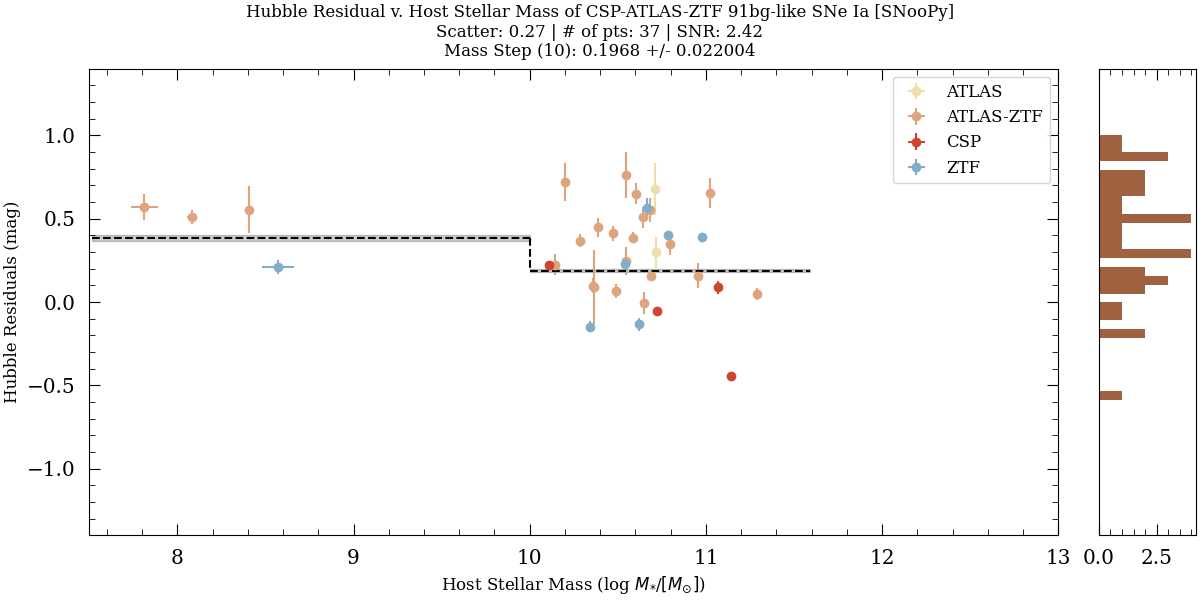 Hubble Residual v. Host Stellar Mass of CSP-ATLAS-ZTF 91bg-like SNe Ia [SNooPy]
Scatter: 0.27 | # of pts: 37 | SNR: 2.42
Mass Step (10): 0.1968 +/- 0.022004
ATLAS
ATLAS-ZTF
CSP
ZTF
Hubble Residuals (mag)
1.0
0.5
0.0
−0.5
−1.0
8 9 10 11 12 13
0.0 2.5
Host Stellar Mass (log $M_*/[M_\odot]$)